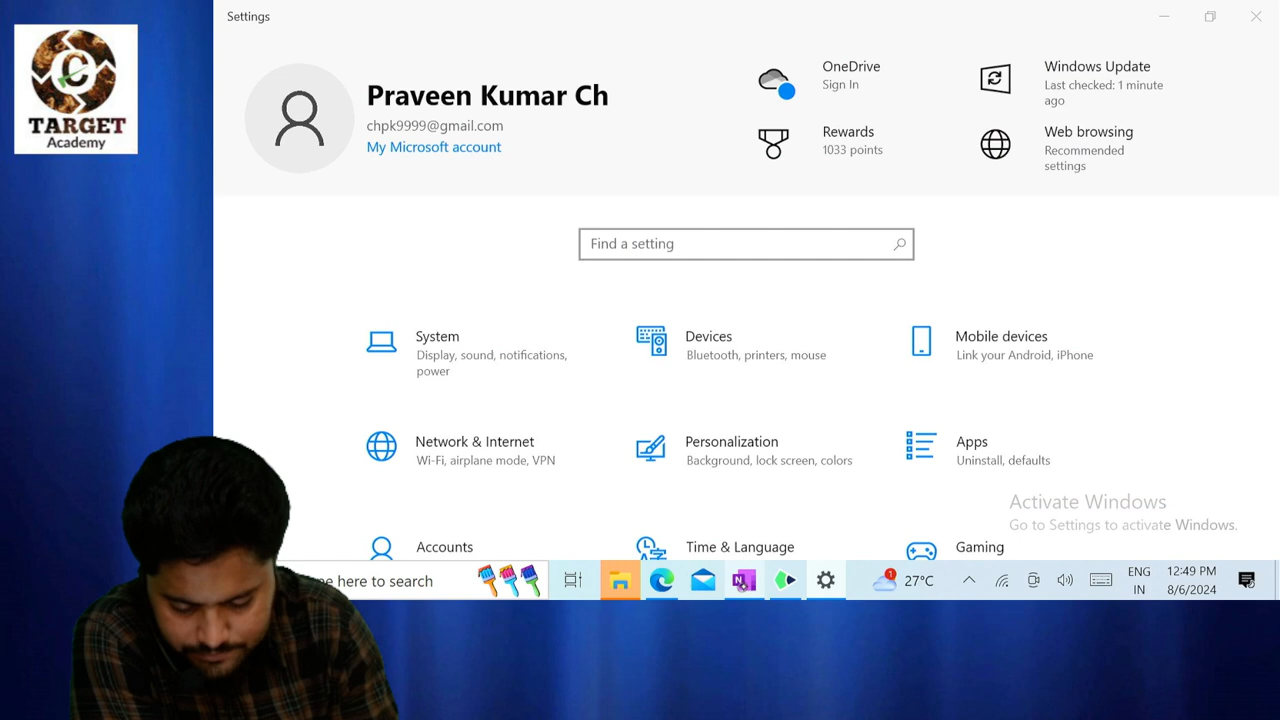 TARGET
Academy
Settings
Praveen Kumar Ch
chpk9999@gmail.com
My Microsoft account
OneDrive
Sign In
Rewards
1033 points
Windows Update
Last checked: 1 minute
ago
Web browsing
Recommended
settings
Find a setting
System
Display, sound, notifications,
power
Devices
Bluetooth, printers, mouse
Mobile devices
Link your Android, iPhone
Network & Internet
Wi-Fi, airplane mode, VPN
Personalization
Background, lock screen, colors
Apps
Uninstall, defaults
Activate Windows
Go to Settings to activate Windows.
Accounts
Time & Language
Gaming
here to search
1
27°C
ENG
IN
12:49 PM
8/6/2024